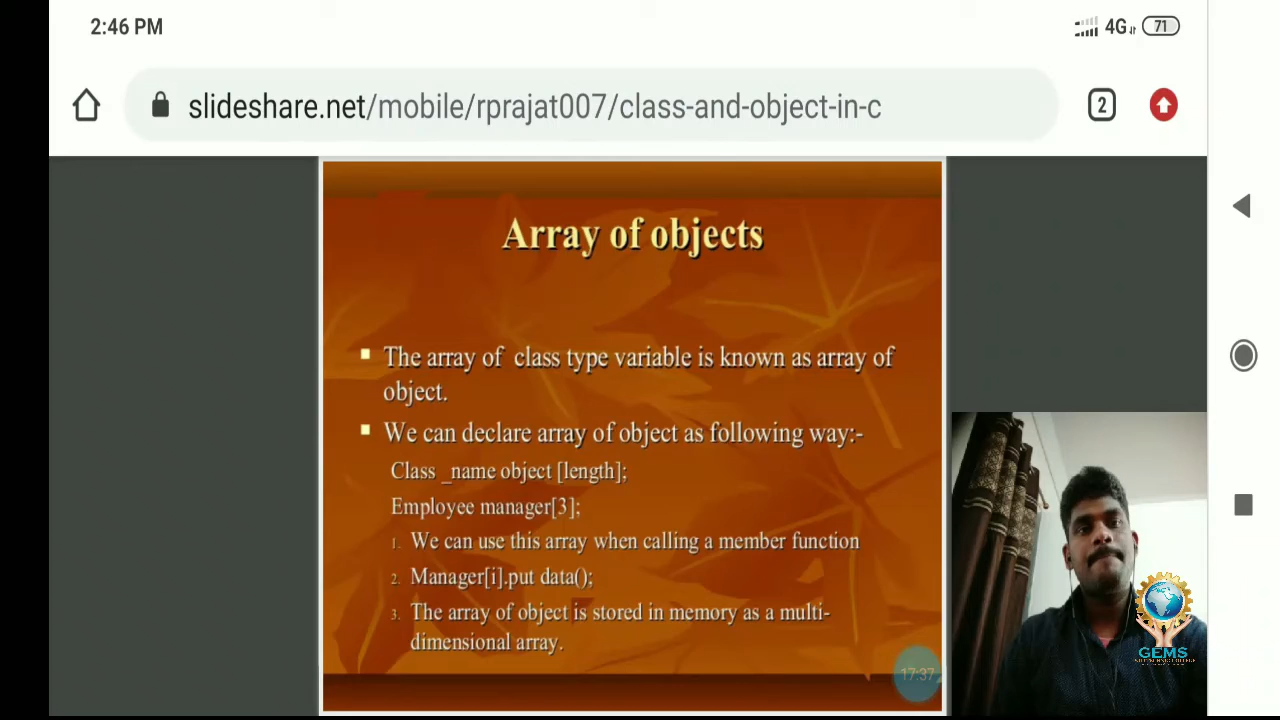 2:46 PM
4G
71
slideshare.net/mobile/rprajat007/class-and-object-in-c
2
Array of objects
The array of class type variable is known as array of
object.
We can declare array of object as following way:-
Class _name object [length];
Employee manager[3];
1. We can use this array when calling a member function
2. Manager[i].put data();
3. The array of object is stored in memory as a multi-
dimensional array.
17:37
GEMS